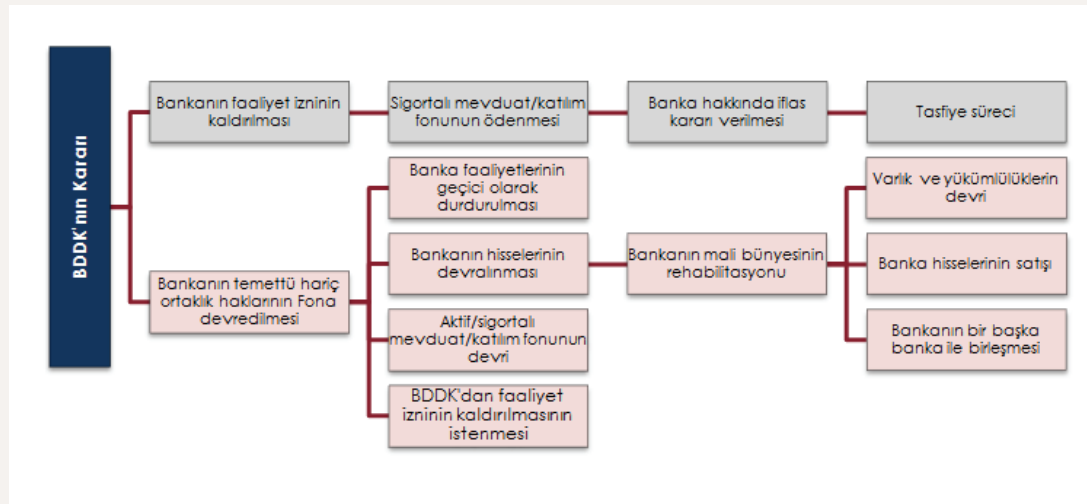 BDDK'nın Kararı
Bankanın faaliyet izninin
kaldırılması
Sigortalı mevduat/katılım
fonunun ödenmesi
Banka hakkında iflas
kararı verilmesi
Tasfiye süreci
Bankanın temettü hariç
ortaklık haklarının Fona
devredilmesi
Banka faaliyetlerinin
geçici olarak
durdurulması
Bankanın hisselerinin
devralınması
Aktif/sigortalı
mevduat/katılım fonunun
devri
BDDK'dan faaliyet
izninin kaldırılmasının
istenmesi
Bankanın mali bünyesinin
rehabilitasyonu
Varlık ve yükümlülüklerin
devri
Banka hisselerinin satışı
Bankanın bir başka
banka ile birleşmesi